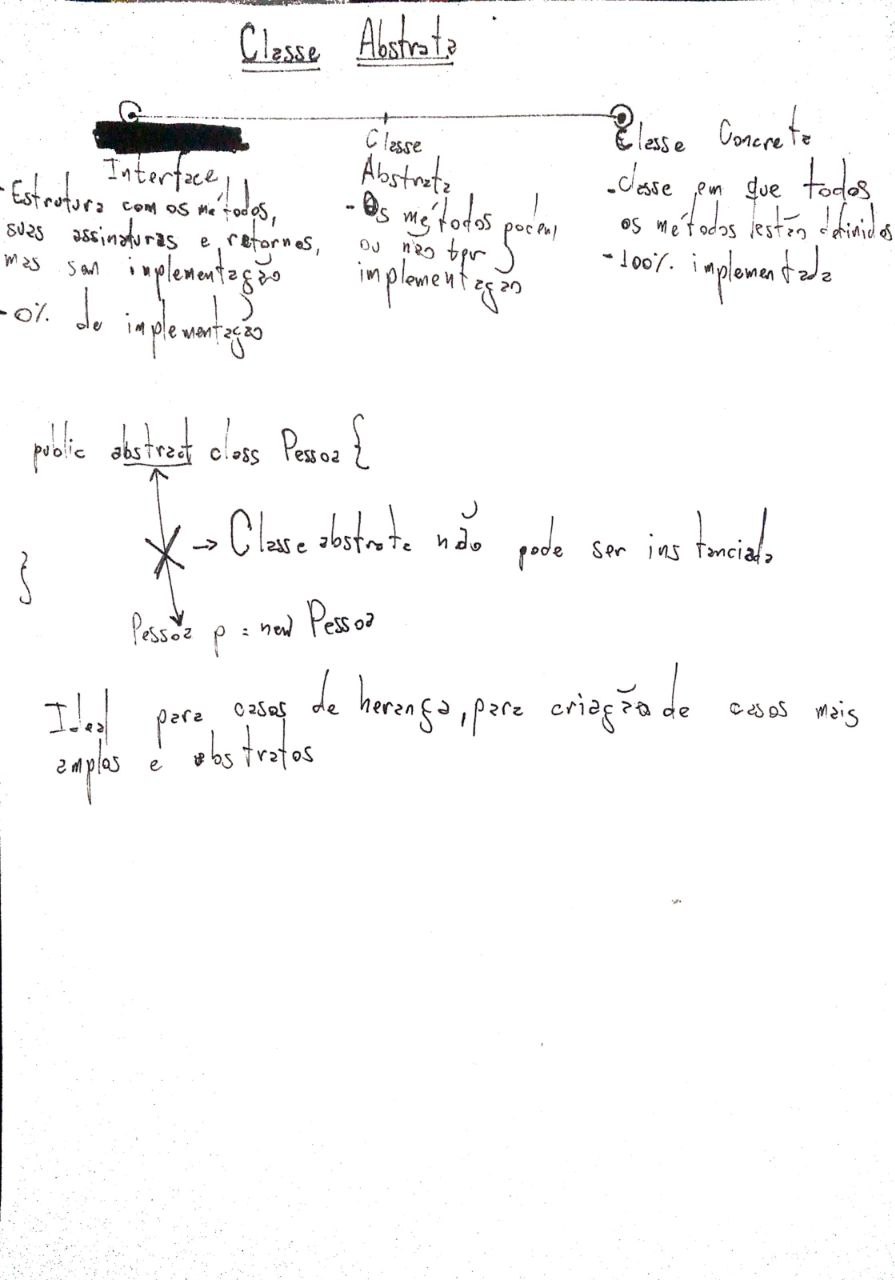 Classe Abstrata
Interface
- Estrutura com os métodos,
suas assinaturas e retornos,
mas sem implementação
- 0% de implementação
Classe
Abstrata
- Os métodos podem
ou não ter
implementação
Classe Concreta
- Classe em que todos
os métodos estão definidos
- 100% implementada
public abstract class Pessoa {
→ Classe abstrata não pode ser instanciada
}
Pessoa p = new Pessoa
Ideal para casos de herança, para criação de casos mais
amplos e abstratos